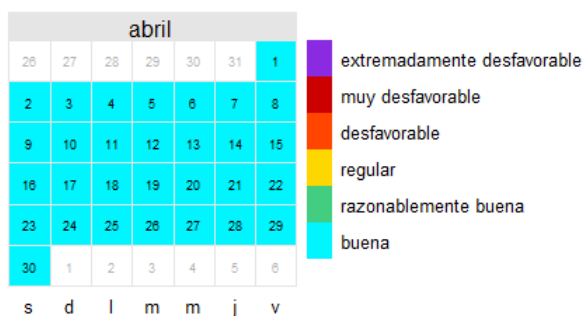 abril
26 27 28 29 30 31 1
2 3 4 5 6 7 8
9 10 11 12 13 14 15
16 17 18 19 20 21 22
23 24 25 26 27 28 29
30 1 2 3 4 5 6
s d l m m j v
extremadamente desfavorable
muy desfavorable
desfavorable
regular
razonablemente buena
buena